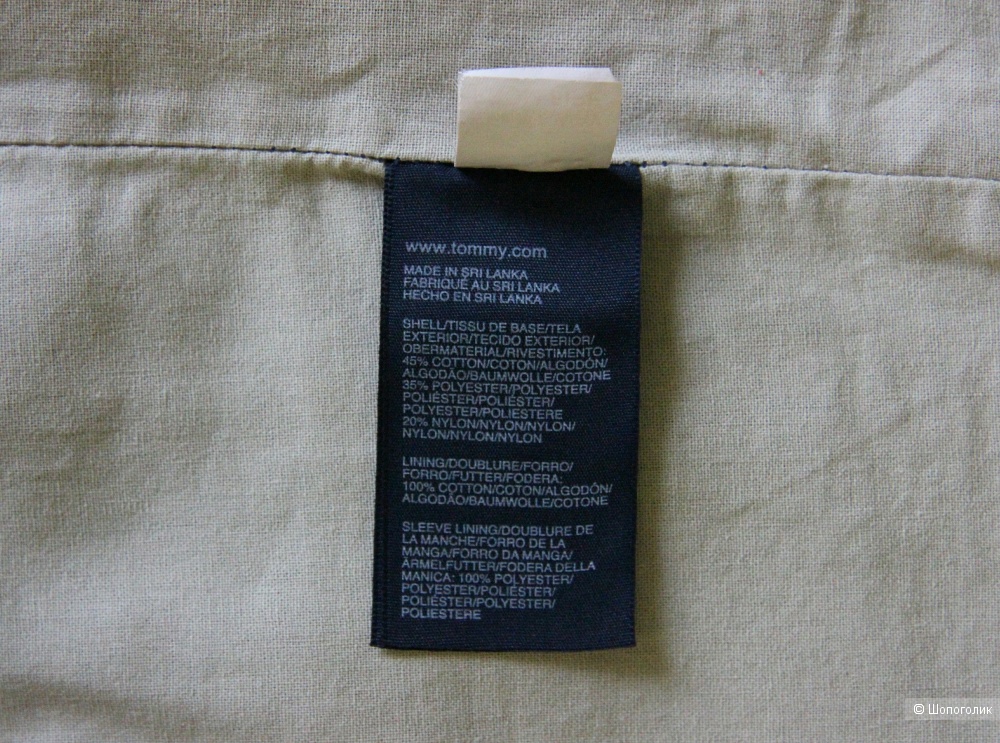 www.tommy.com
MADE IN SRI LANKA
FABRIQUÉ AU SRI LANKA
HECHO EN SRI LANKA
SHELL/TISSU DE BASE/TELA
EXTERIOR/TECIDO EXTERIOR/
OBERMATERIAL/RIVESTIMENTO:
45% COTTON/COTON/ALGODÓN/
ALGODÃO/BAUMWOLLE/COTONE
35% POLYESTER/POLYESTER/
POLIÉSTER/POLIÉSTER/
POLYESTER/POLIESTERE
20% NYLON/NYLON/NYLON/
NYLON/NYLON/NYLON
LINING/DOUBLURE/FORRO/
FORRO/FUTTER/FODERA:
100% COTTON/COTON/ALGODÓN/
ALGODÃO/BAUMWOLLE/COTONE
SLEEVE LINING/DOUBLURE DE
LA MANCHE/FORRO DE LA
MANGA/FORRO DA MANGA/
ÄRMELFUTTER/FODERA DELLA
MANICA: 100% POLYESTER/
POLYESTER/POLIÉSTER/
POLIÉSTER/POLYESTER/
POLIESTERE
© Шопоголик